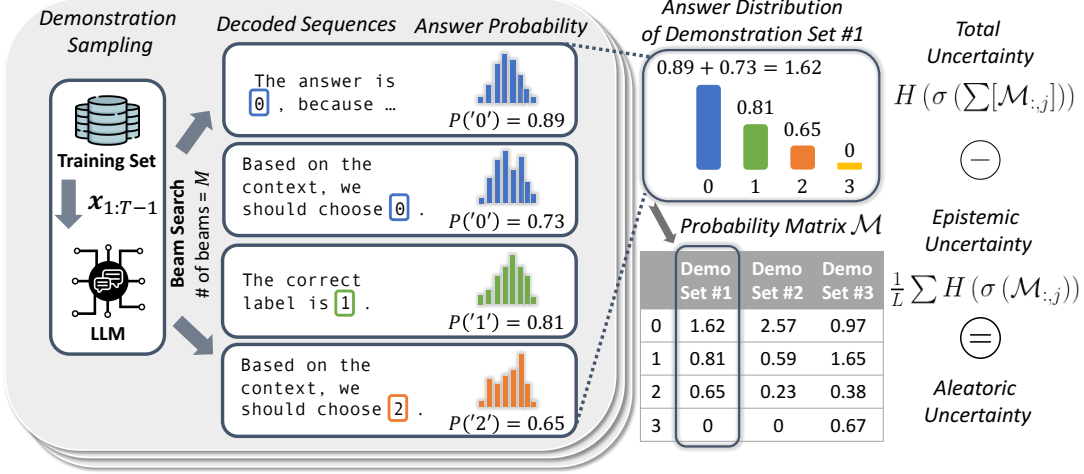 Demonstration
Sampling
Training Set
𝒙1:T−1
LLM
Beam Search
# of beams = M
Decoded Sequences
Answer Probability
The answer is
0 , because …
P('0') = 0.89
Based on the
context, we
should choose 0 .
P('0') = 0.73
The correct
label is 1 .
P('1') = 0.81
Based on the
context, we
should choose 2 .
P('2') = 0.65
Answer Distribution
of Demonstration Set #1
0.89 + 0.73 = 1.62
0.81
0.65
0
0 1 2 3
Probability Matrix ℳ
Demo Set #1 Demo Set #2 Demo Set #3
0 1.62 2.57 0.97
1 0.81 0.59 1.65
2 0.65 0.23 0.38
3 0 0 0.67
Total
Uncertainty
H (σ (∑[ℳ:,j]))
−
Epistemic
Uncertainty
1/L ∑ H (σ (ℳ:,j))
=
Aleatoric
Uncertainty